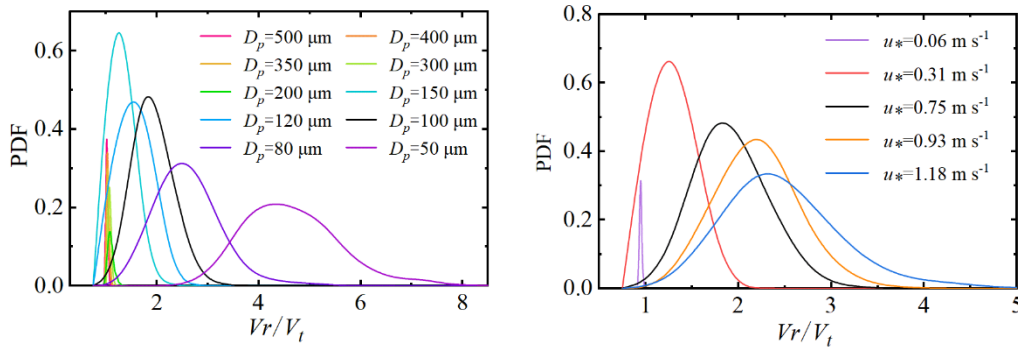 PDF
0.6
0.4
0.2
0.0
2
4
6
8
Vr/V_t
D_p=500 μm
D_p=400 μm
D_p=350 μm
D_p=300 μm
D_p=200 μm
D_p=150 μm
D_p=120 μm
D_p=100 μm
D_p=80 μm
D_p=50 μm
PDF
0.8
0.6
0.4
0.2
0.0
1
2
3
4
5
Vr/V_t
u*=0.06 m s⁻¹
u*=0.31 m s⁻¹
u*=0.75 m s⁻¹
u*=0.93 m s⁻¹
u*=1.18 m s⁻¹